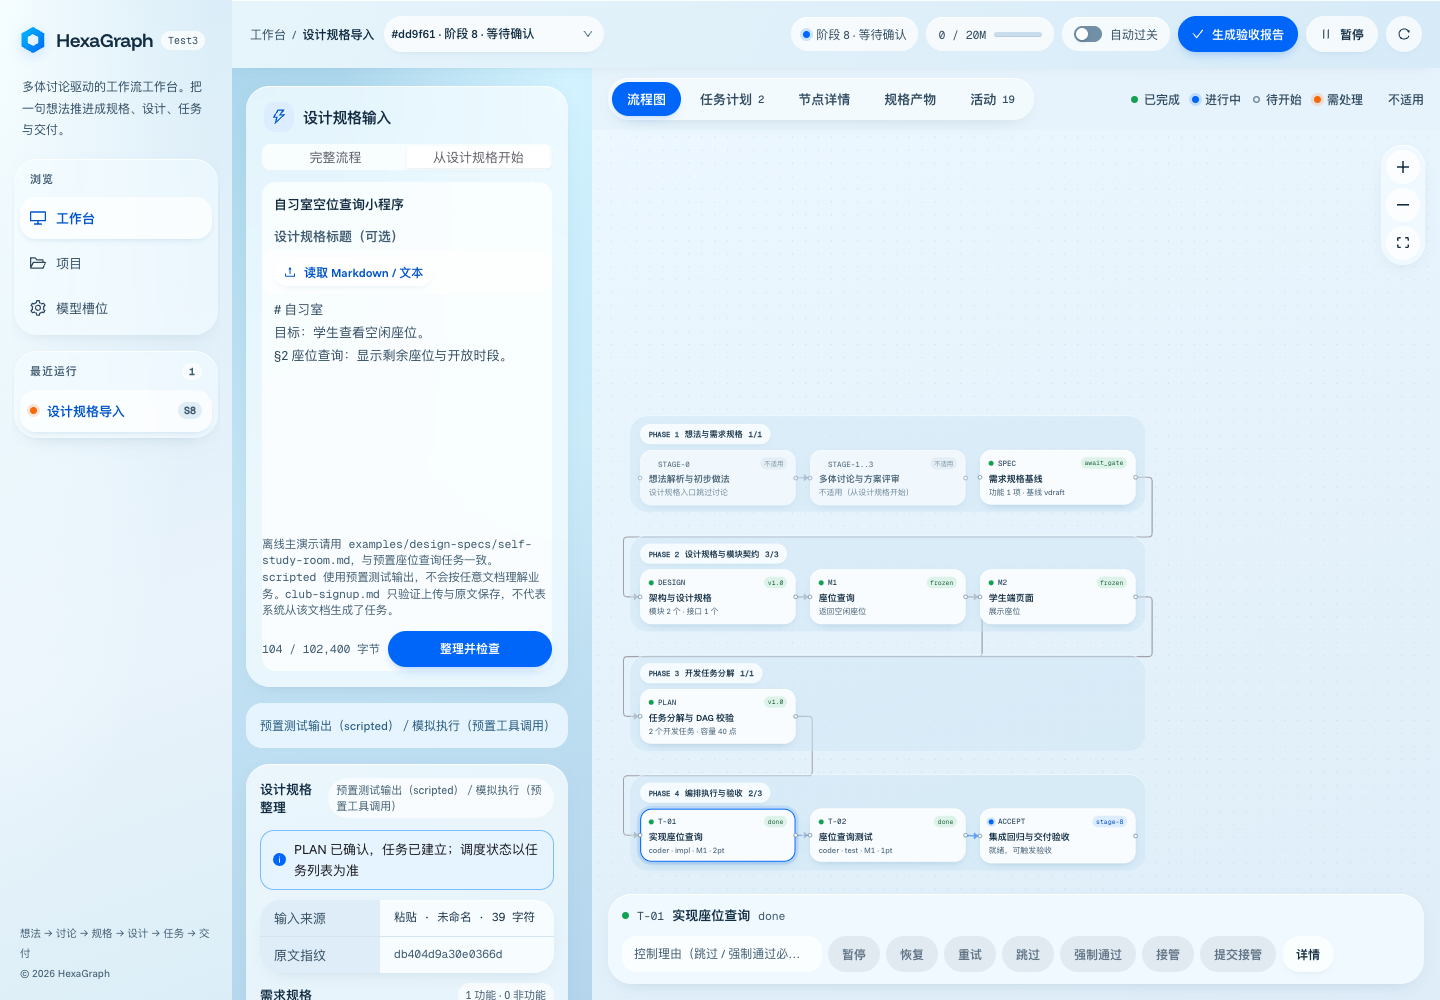 HexaGraph Test3
多体讨论驱动的工作流工作台。把
一句想法推进成规格、设计、任务
与交付。
浏览
工作台
项目
模型槽位
最近运行 1
设计规格导入 S8
想法 → 讨论 → 规格 → 设计 → 任务 → 交
付
© 2026 HexaGraph
工作台 / 设计规格导入
#dd9f61 · 阶段 8 · 等待确认
阶段 8 · 等待确认
0 / 20M
自动过关
生成验收报告
暂停
设计规格输入
完整流程
从设计规格开始
自习室空位查询小程序
设计规格标题（可选）
读取 Markdown / 文本
# 自习室
目标：学生查看空闲座位。
§2 座位查询：显示剩余座位与开放时段。
离线主演示请用 examples/design-specs/self-
study-room.md，与预置座位查询任务一致。
scripted 使用预置测试输出，不会按任意文档理解业
务。club-signup.md 只验证上传与原文保存，不代表
系统从该文档生成了任务。
104 / 102,400 字节
整理并检查
预置测试输出（scripted） / 模拟执行（预置工具调用）
设计规格
整理
预置测试输出（scripted） / 模拟执行（预
置工具调用）
PLAN 已确认，任务已建立；调度状态以任
务列表为准
输入来源 粘贴 · 未命名 · 39 字符
原文指纹 db404d9a30e0366d
需求规格 1 功能 · 0 非功能
流程图
任务计划 2
节点详情
规格产物
活动 19
已完成
进行中
待开始
需处理
不适用
PHASE 1 想法与需求规格 1/1
STAGE-0 不适用
想法解析与初步做法
设计规格入口跳过讨论
STAGE-1..3 不适用
多体讨论与方案评审
不适用（从设计规格开始）
SPEC await_gate
需求规格基线
功能 1 项 · 基线 vdraft
PHASE 2 设计规格与模块契约 3/3
DESIGN v1.0
架构与设计规格
模块 2 个 · 接口 1 个
M1 frozen
座位查询
返回空闲座位
M2 frozen
学生端页面
展示座位
PHASE 3 开发任务分解 1/1
PLAN v1.0
任务分解与 DAG 校验
2 个开发任务 · 容量 40 点
PHASE 4 编排执行与验收 2/3
T-01 done
实现座位查询
coder · impl · M1 · 2pt
T-02 done
座位查询测试
coder · test · M1 · 1pt
ACCEPT stage-8
集成回归与交付验收
就绪，可触发验收
T-01 实现座位查询 done
控制理由（跳过 / 强制通过必…
暂停
恢复
重试
跳过
强制通过
接管
提交接管
详情